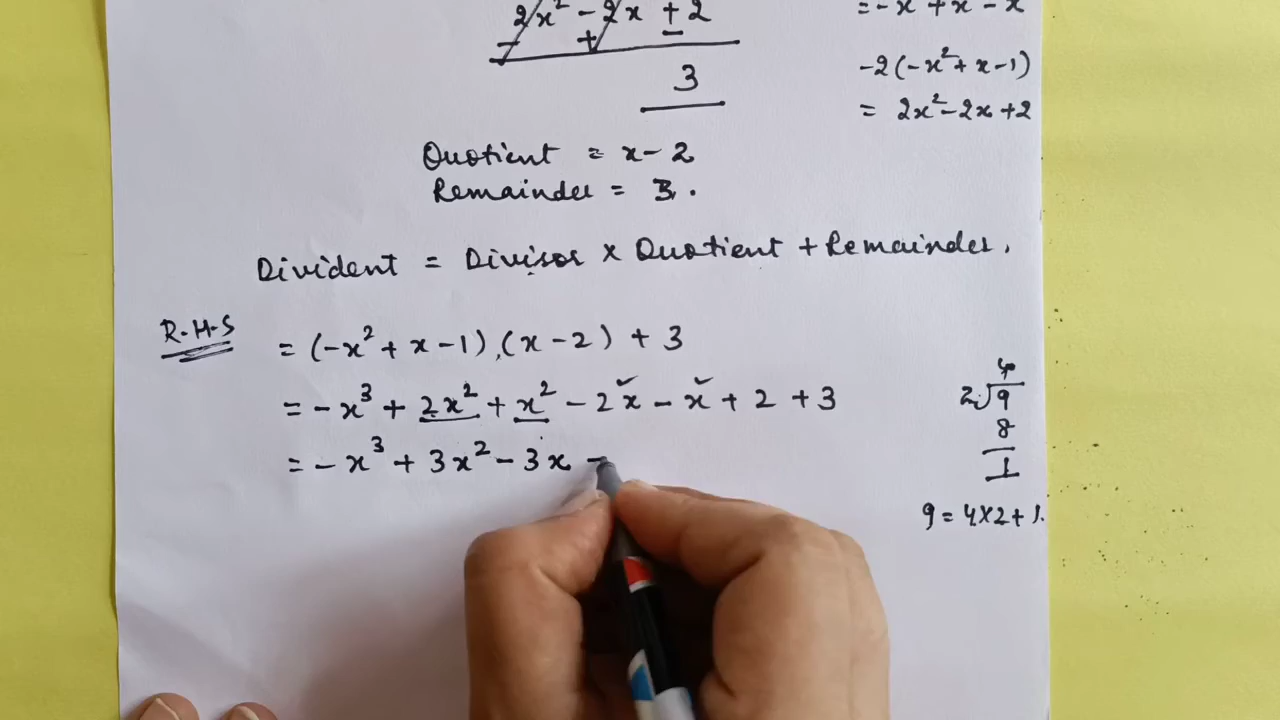 2x² - 2x + 2
- + -
3
= -x + x - x
-2(-x² + x - 1)
= 2x² - 2x + 2
Quotient = x - 2
Remainder = 3.
Divident = Divisor × Quotient + Remainder.
R.H.S = (-x² + x - 1).(x - 2) + 3
= -x³ + 2x² + x² - 2x - x + 2 + 3
= -x³ + 3x² - 3x -
4
2√9
8
1
9 = 4×2+1.